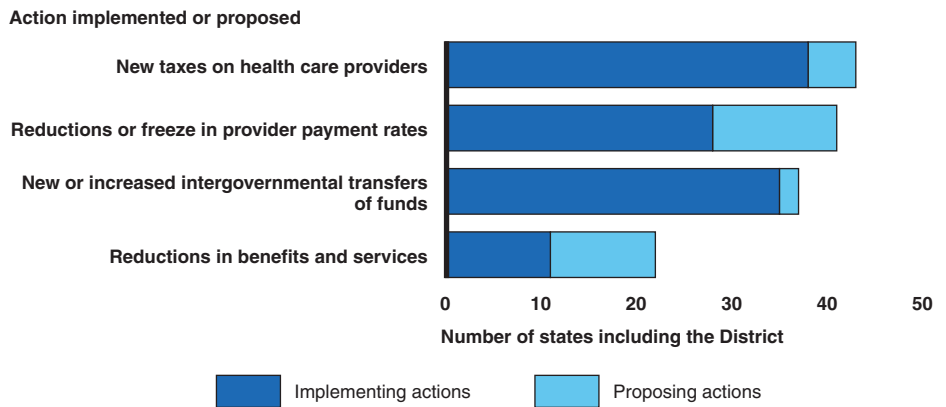 Action implemented or proposed
New taxes on health care providers
Reductions or freeze in provider payment rates
New or increased intergovernmental transfers
of funds
Reductions in benefits and services
0 10 20 30 40 50
Number of states including the District
Implementing actions Proposing actions